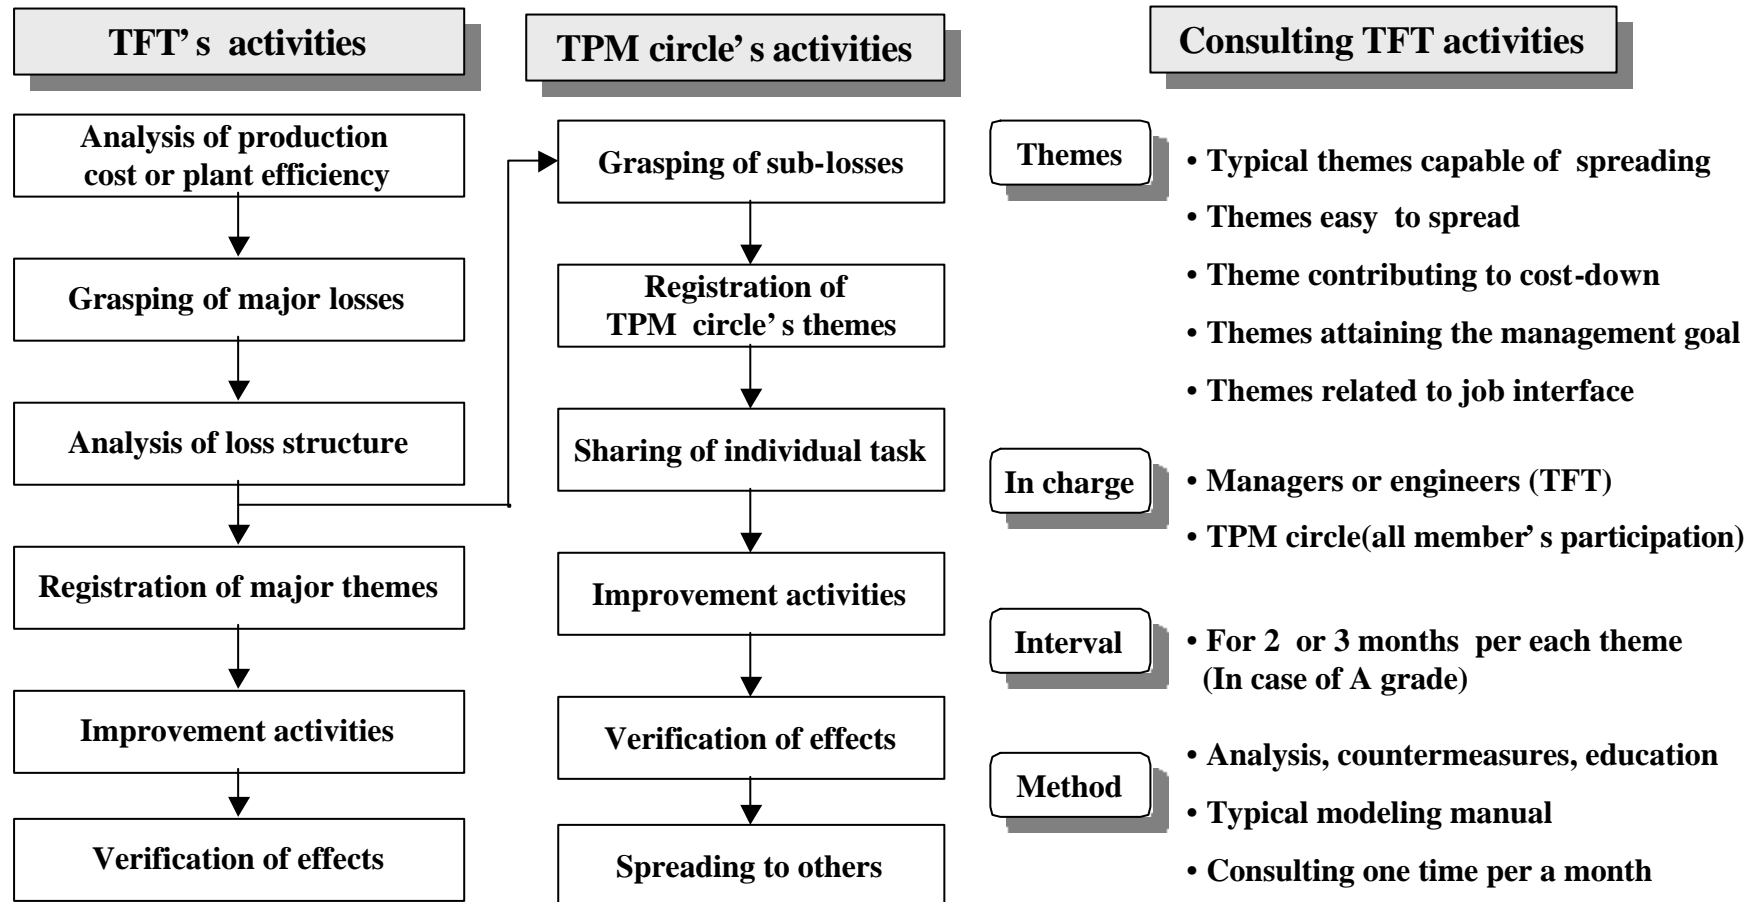 TFT’s activities
Analysis of production
cost or plant efficiency
Grasping of major losses
Analysis of loss structure
Registration of major themes
Improvement activities
Verification of effects
TPM circle’s activities
Grasping of sub-losses
Registration of
TPM circle’s themes
Sharing of individual task
Improvement activities
Verification of effects
Spreading to others
Consulting TFT activities
Themes
• Typical themes capable of spreading
• Themes easy to spread
• Theme contributing to cost-down
• Themes attaining the management goal
• Themes related to job interface
In charge
• Managers or engineers (TFT)
• TPM circle(all member’s participation)
Interval
• For 2 or 3 months per each theme
(In case of A grade)
Method
• Analysis, countermeasures, education
• Typical modeling manual
• Consulting one time per a month